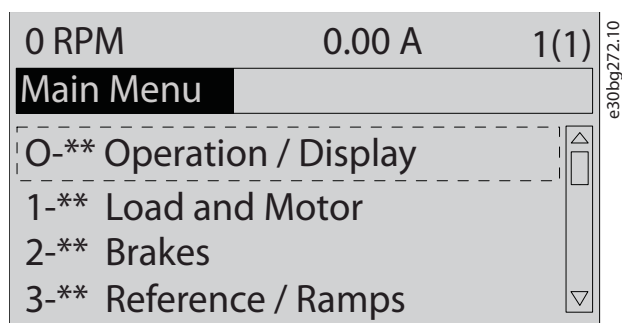 0 RPM 0.00 A 1(1)
Main Menu
O-** Operation / Display
1-** Load and Motor
2-** Brakes
3-** Reference / Ramps
e30bg272.10